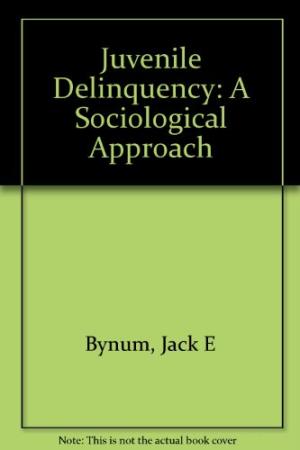 Juvenile
Delinquency: A
Sociological
Approach
Bynum, Jack E
Note: This is not the actual book cover